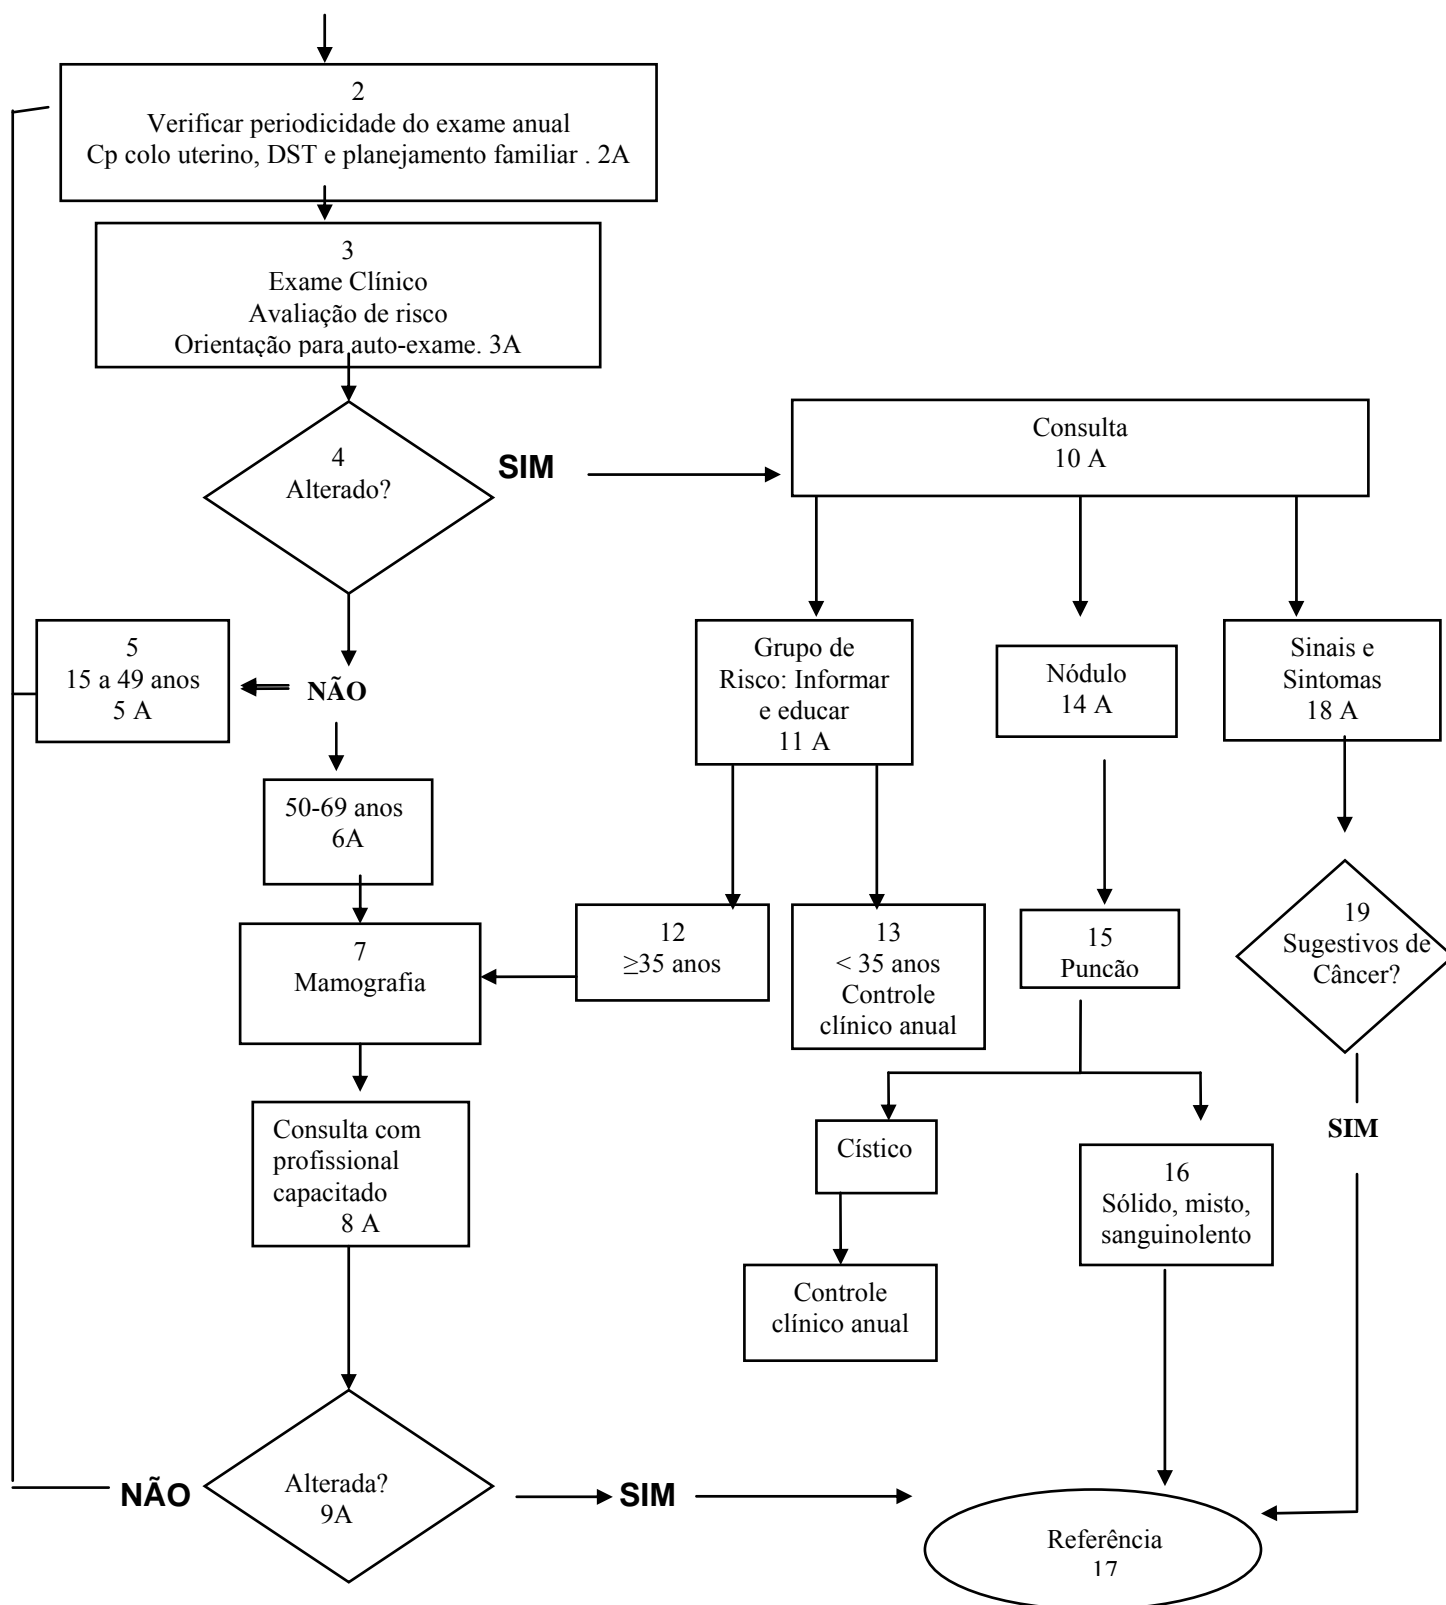 2
Verificar periodicidade do exame anual
Cp colo uterino, DST e planejamento familiar . 2A
3
Exame Clínico
Avaliação de risco
Orientação para auto-exame. 3A
4
Alterado?
SIM
Consulta
10 A
5
15 a 49 anos
5 A
NÃO
50-69 anos
6A
7
Mamografia
Consulta com
profissional
capacitado
8 A
Alterada?
9A
NÃO
SIM
Grupo de
Risco: Informar
e educar
11 A
12
≥35 anos
13
< 35 anos
Controle
clínico anual
Nódulo
14 A
15
Puncão
Cístico
Controle
clínico anual
16
Sólido, misto,
sanguinolento
Sinais e
Sintomas
18 A
19
Sugestivos de
Câncer?
SIM
Referência
17